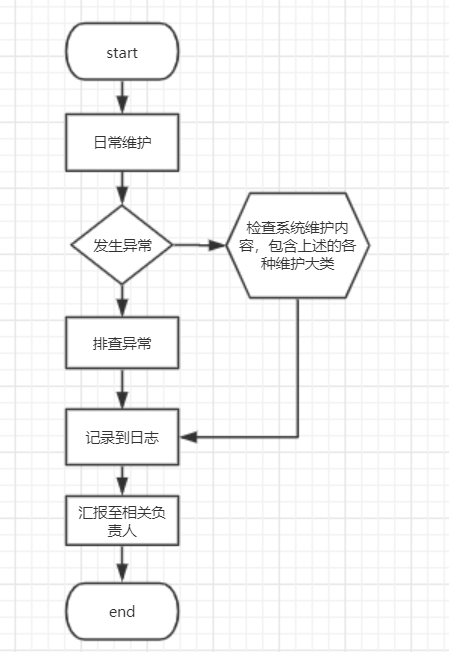 start
日常维护
发生异常
检查系统维护内
容，包含上述的各
种维护大类
排查异常
记录到日志
汇报至相关负
责人
end